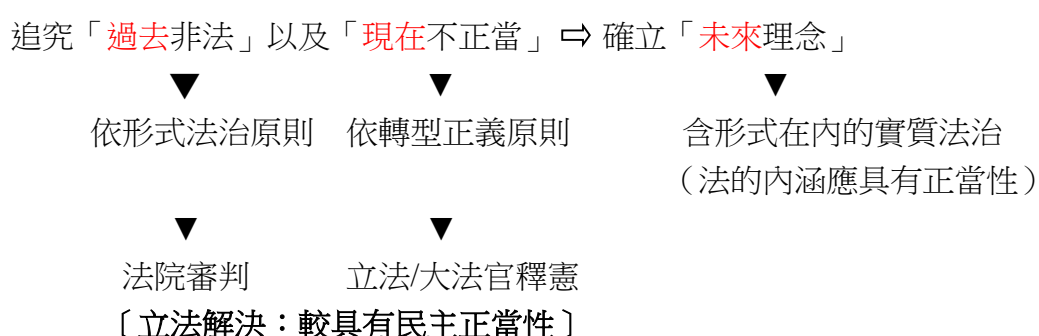 追究「過去非法」以及「現在不正當」⇨ 確立「未來理念」
▼ ▼ ▼
依形式法治原則 依轉型正義原則 含形式在內的實質法治
（法的內涵應具有正當性）
▼ ▼
法院審判 立法/大法官釋憲
〔立法解決：較具有民主正當性〕